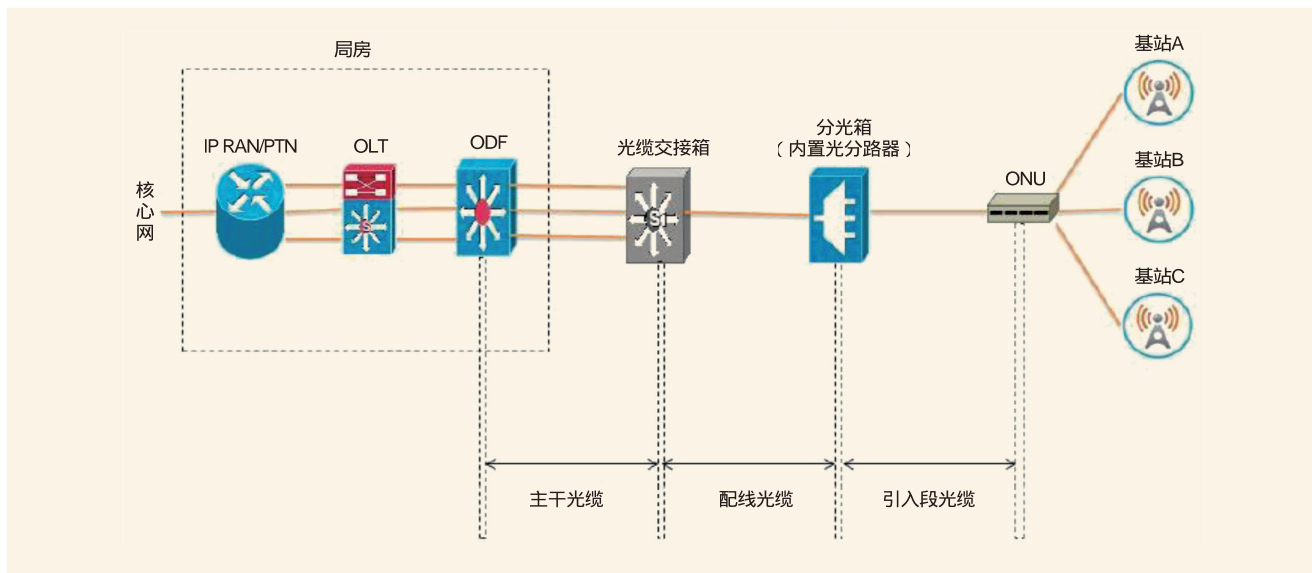 局房
基站A
IP RAN/PTN
OLT
ODF
光缆交接箱
分光箱
（内置光分路器）
ONU
基站B
核心网
S
Si
基站C
主干光缆
配线光缆
引入段光缆